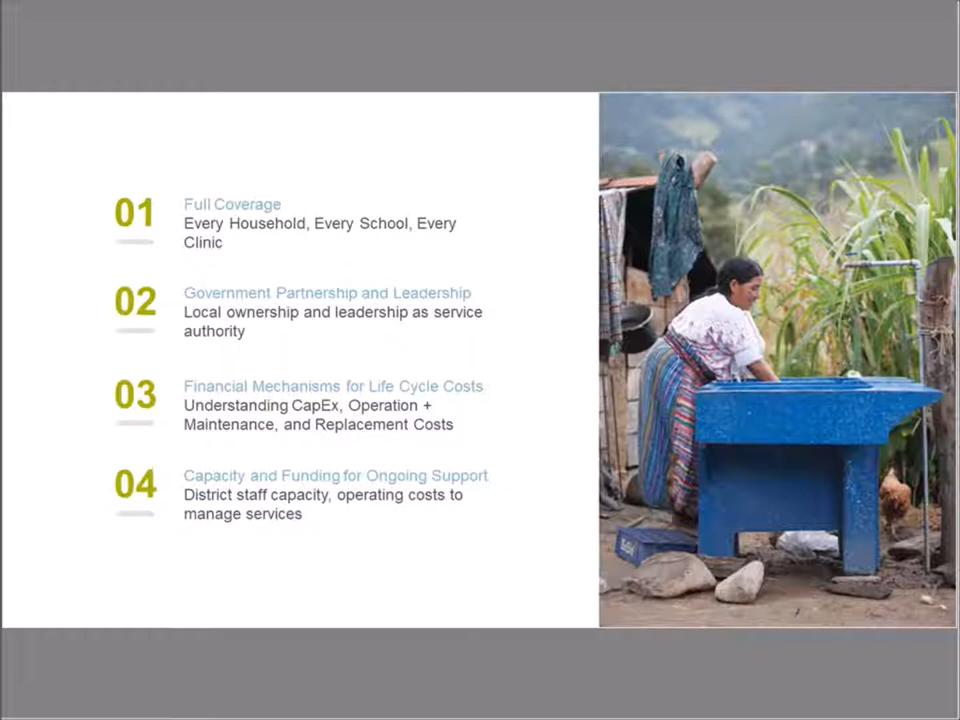 01
Full Coverage
Every Household, Every School, Every
Clinic
02
Government Partnership and Leadership
Local ownership and leadership as service
authority
03
Financial Mechanisms for Life Cycle Costs
Understanding CapEx, Operation +
Maintenance, and Replacement Costs
04
Capacity and Funding for Ongoing Support
District staff capacity, operating costs to
manage services